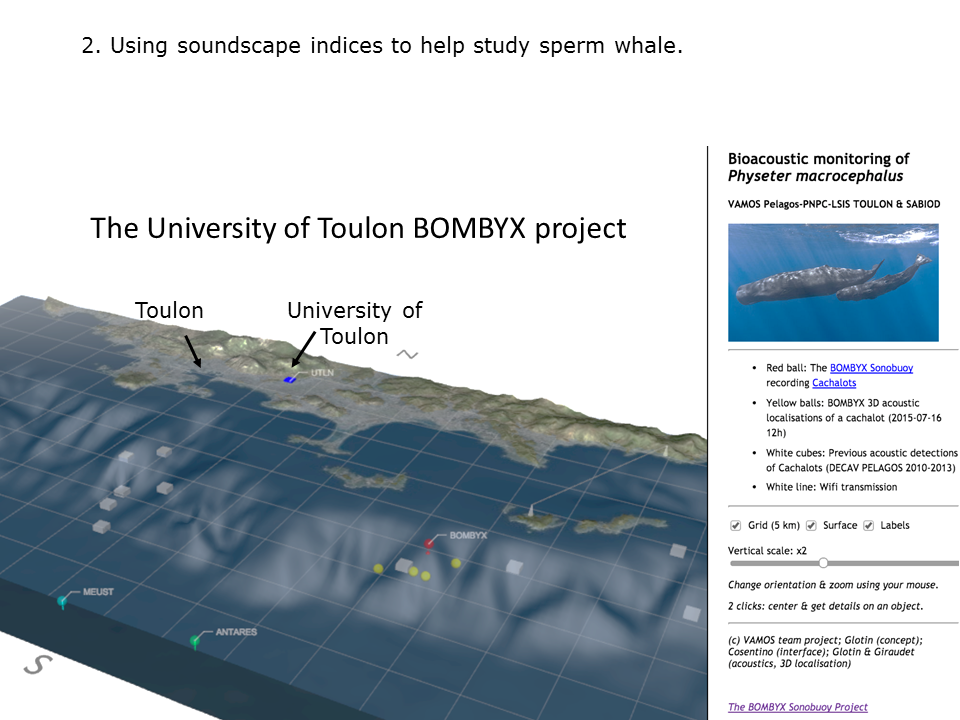 2. Using soundscape indices to help study sperm whale.
The University of Toulon BOMBYX project
Toulon
University of
Toulon
UTLN
N
BOMBYX
MEUST
ANTARES
S
Bioacoustic monitoring of
Physeter macrocephalus
VAMOS Pelagos-PNPC-LSIS TOULON & SABIOD
• Red ball: The BOMBYX Sonobuoy
recording Cachalots
• Yellow balls: BOMBYX 3D acoustic
localisations of a cachalot (2015-07-16
12h)
• White cubes: Previous acoustic detections
of Cachalots (DECAV PELAGOS 2010-2013)
• White line: Wifi transmission
Grid (5 km) Surface Labels
Vertical scale: x2
Change orientation & zoom using your mouse.
2 clicks: center & get details on an object.
(c) VAMOS team project; Glotin (concept);
Cosentino (interface); Glotin & Giraudet
(acoustics, 3D localisation)
The BOMBYX Sonobuoy Project